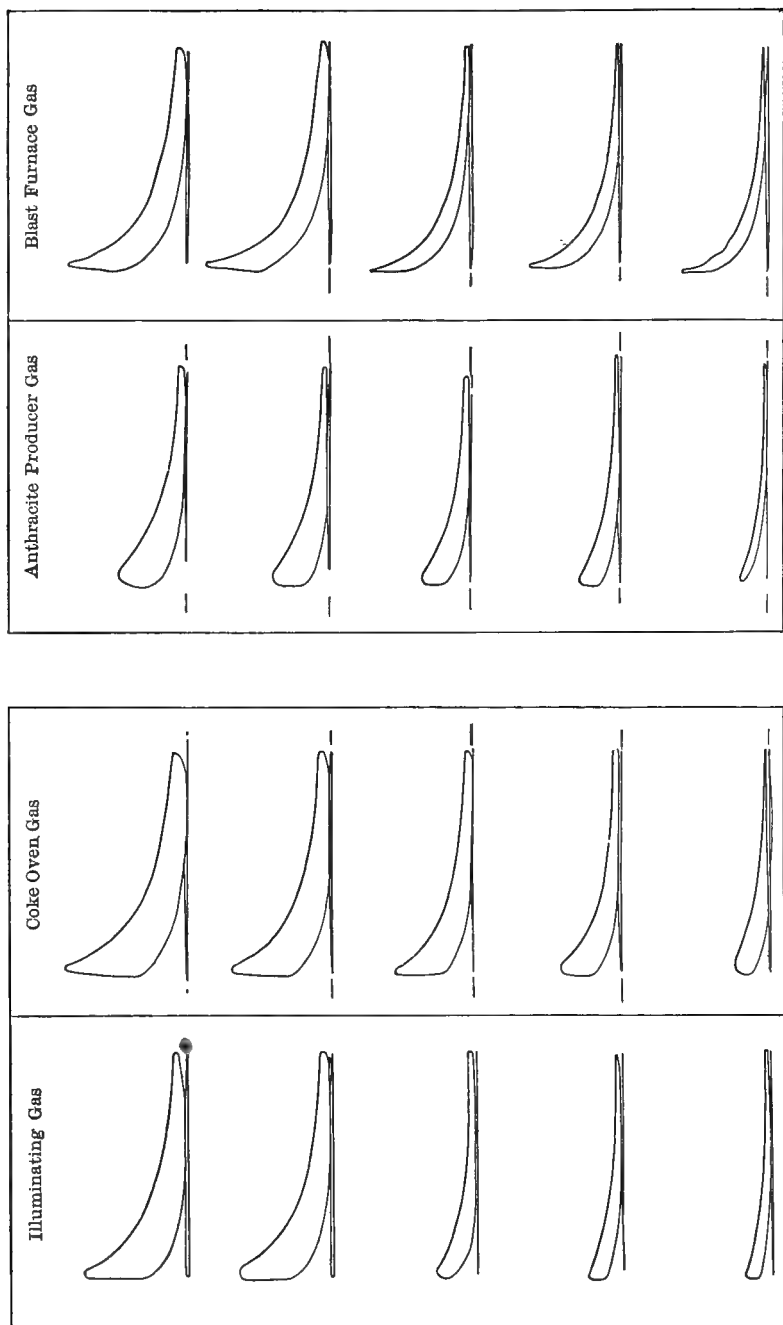 Illuminating Gas
Coke Oven Gas
Anthracite Producer Gas
Blast Furnace Gas